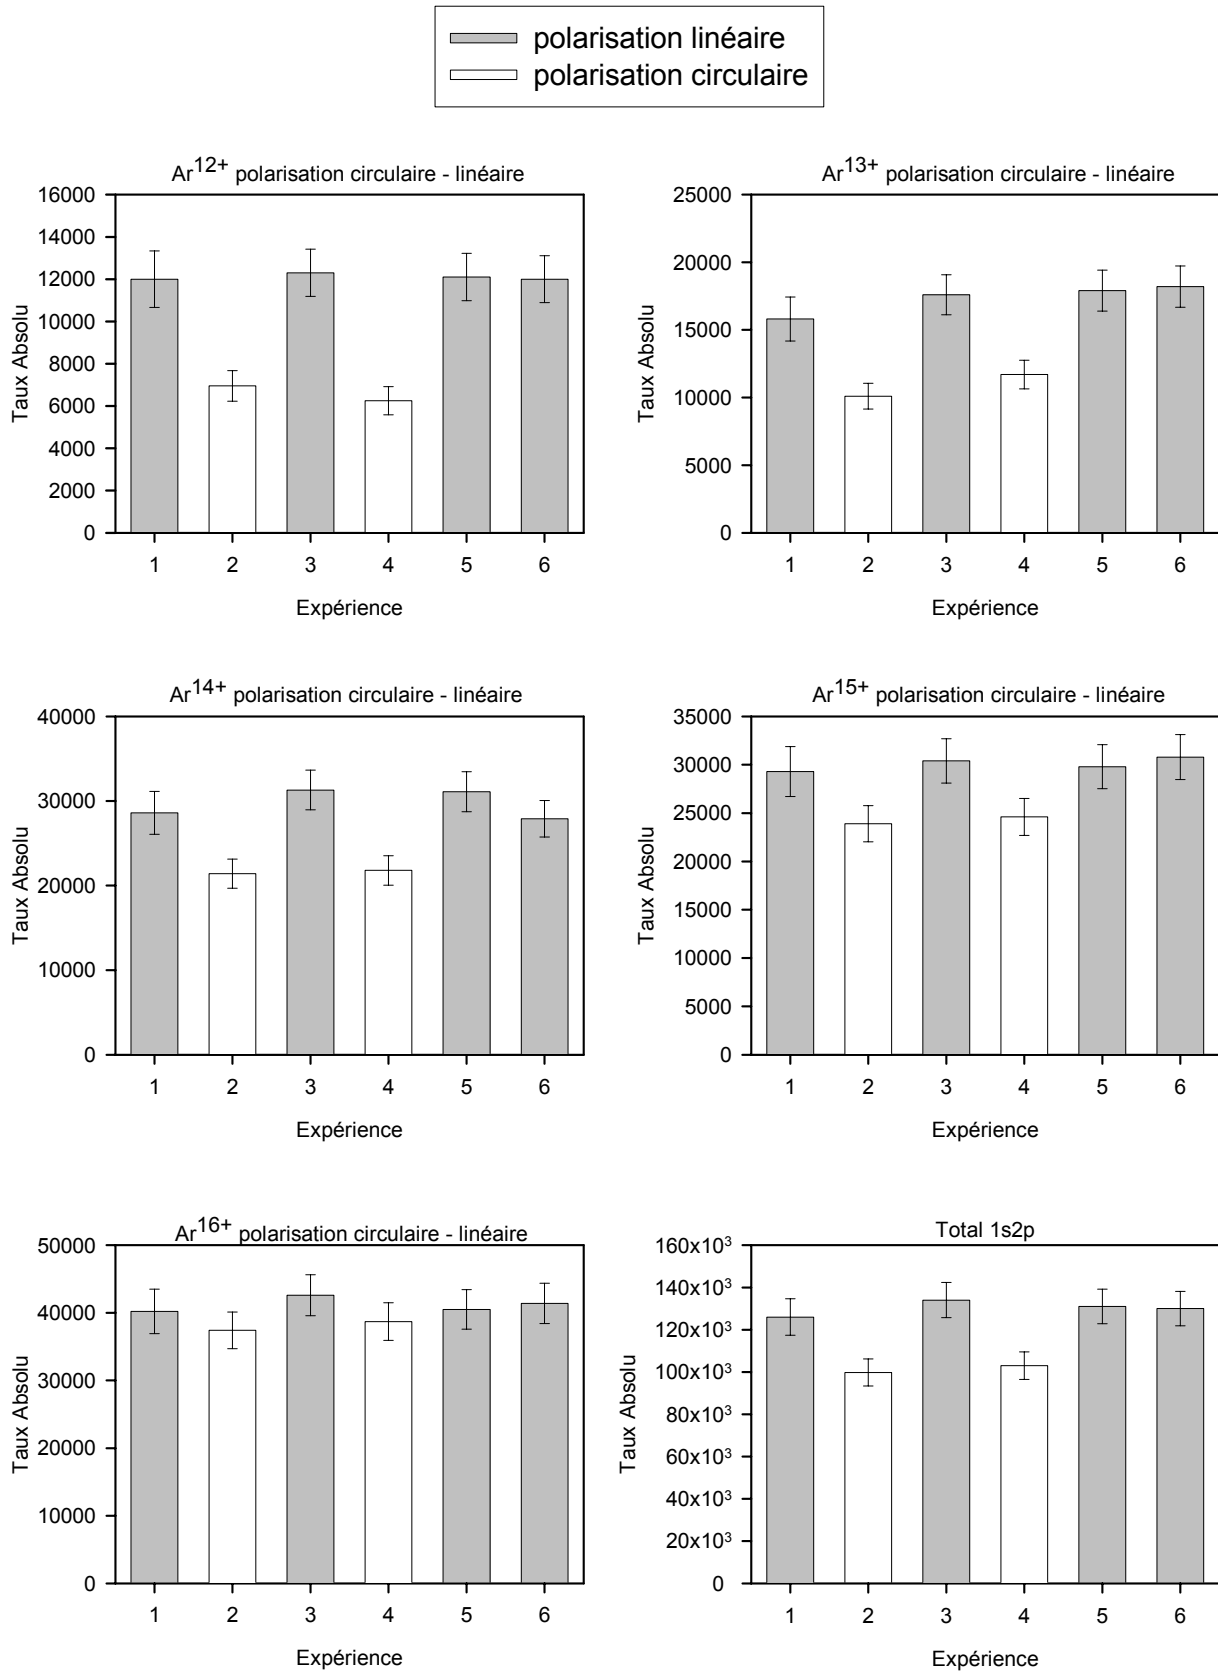 polarisation linéaire
polarisation circulaire
Ar12+ polarisation circulaire - linéaire
Taux Absolu
16000
14000
12000
10000
8000
6000
4000
2000
0
1 2 3 4 5 6
Expérience
Ar13+ polarisation circulaire - linéaire
Taux Absolu
25000
20000
15000
10000
5000
0
1 2 3 4 5 6
Expérience
Ar14+ polarisation circulaire - linéaire
Taux Absolu
40000
30000
20000
10000
0
1 2 3 4 5 6
Expérience
Ar15+ polarisation circulaire - linéaire
Taux Absolu
35000
30000
25000
20000
15000
10000
5000
0
1 2 3 4 5 6
Expérience
Ar16+ polarisation circulaire - linéaire
Taux Absolu
50000
40000
30000
20000
10000
0
1 2 3 4 5 6
Expérience
Total 1s2p
Taux Absolu
160x10³
140x10³
120x10³
100x10³
80x10³
60x10³
40x10³
20x10³
0
1 2 3 4 5 6
Expérience